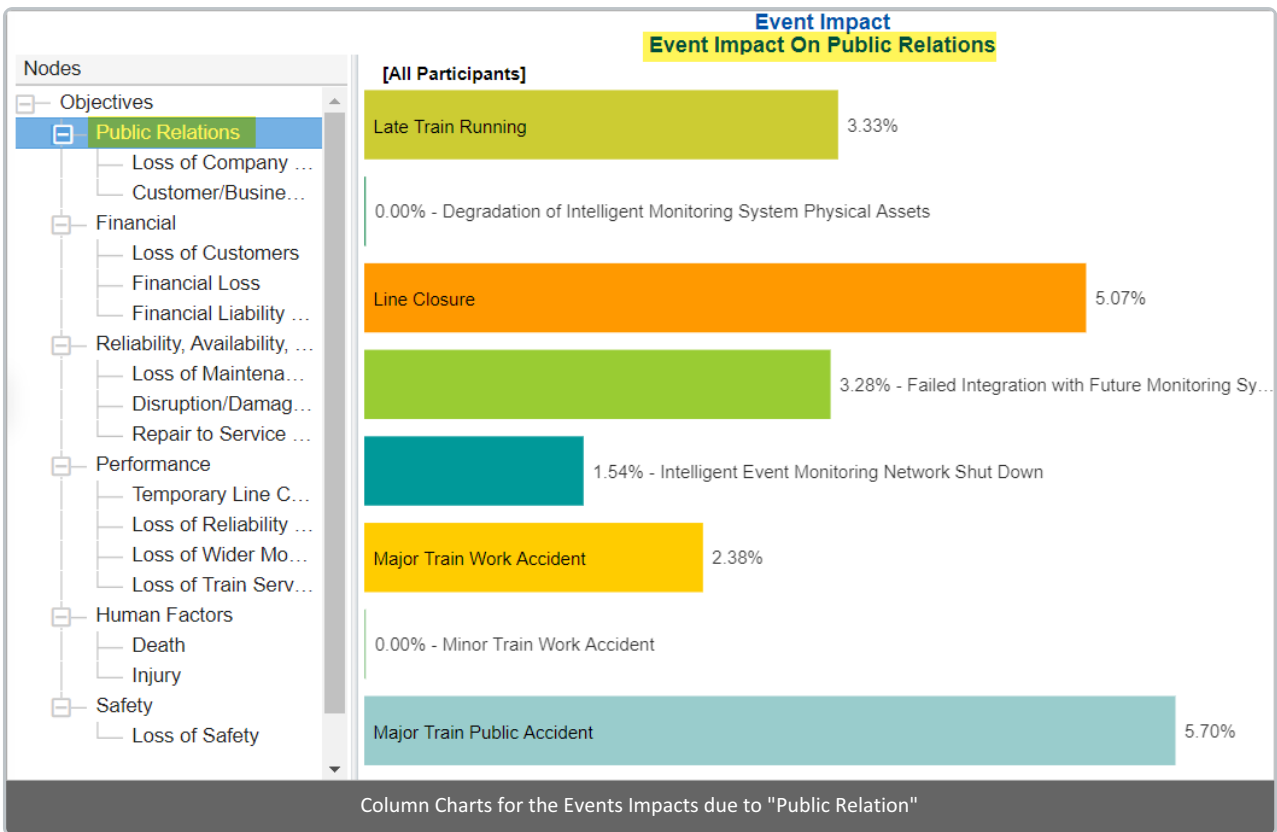 Event Impact
Event Impact On Public Relations
Nodes
[All Participants]
Objectives
Public Relations
Loss of Company ...
Customer/Busine...
Financial
Loss of Customers
Financial Loss
Financial Liability ...
Reliability, Availability, ...
Loss of Maintena...
Disruption/Damag...
Repair to Service ...
Performance
Temporary Line C...
Loss of Reliability ...
Loss of Wider Mo...
Loss of Train Serv...
Human Factors
Death
Injury
Safety
Loss of Safety
Late Train Running 3.33%
0.00% - Degradation of Intelligent Monitoring System Physical Assets
Line Closure 5.07%
3.28% - Failed Integration with Future Monitoring Sy...
1.54% - Intelligent Event Monitoring Network Shut Down
Major Train Work Accident 2.38%
0.00% - Minor Train Work Accident
Major Train Public Accident 5.70%
Column Charts for the Events Impacts due to "Public Relation"